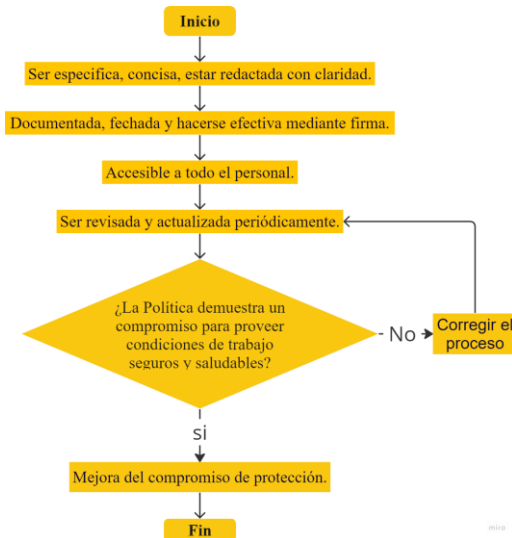 Inicio
Ser especifica, concisa, estar redactada con claridad.
Documentada, fechada y hacerse efectiva mediante firma.
Accesible a todo el personal.
Ser revisada y actualizada periódicamente.
¿La Política demuestra un
compromiso para proveer
condiciones de trabajo
seguros y saludables?
No
Corregir el
proceso
si
Mejora del compromiso de protección.
Fin
miro